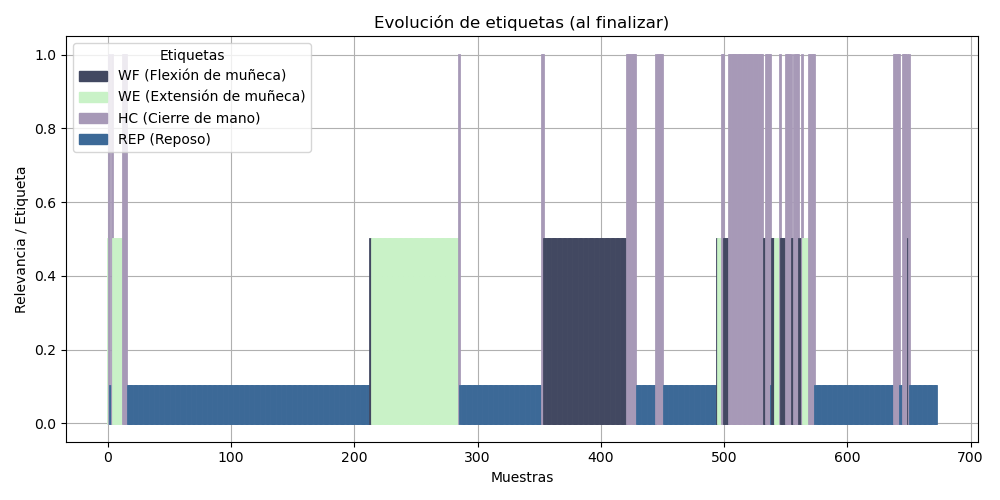 Evolución de etiquetas (al finalizar)
Relevancia / Etiqueta
1.0
0.8
0.6
0.4
0.2
0.0
Etiquetas
WF (Flexión de muñeca)
WE (Extensión de muñeca)
HC (Cierre de mano)
REP (Reposo)
0 100 200 300 400 500 600 700
Muestras